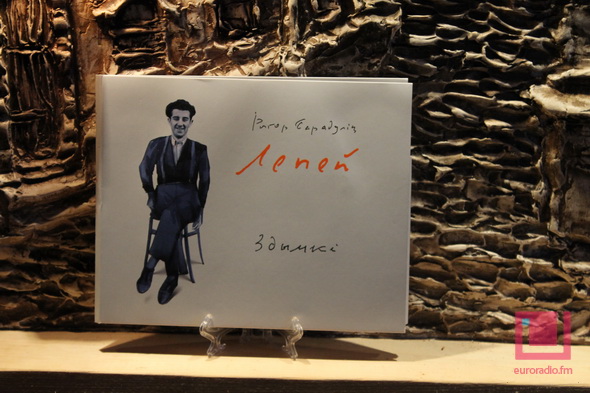 Рыгор Барадулін
Лепей
Здымкі
euroradio.fm